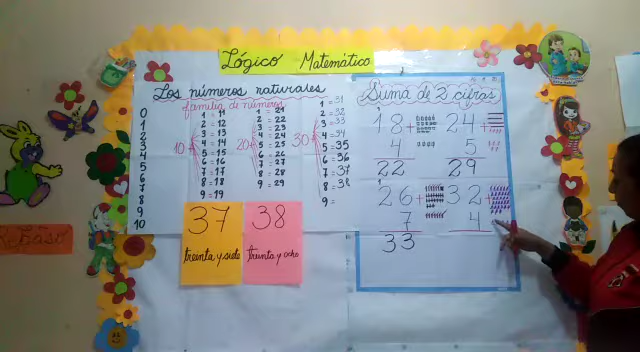 Lógico Matemático
Los números naturales
familia de números
0
1
2
3
4
5
6
7
8
9
10
10
1 = 11
2 = 12
3 = 13
4 = 14
5 = 15
6 = 16
7 = 17
8 = 18
9 = 19
20
1 = 21
2 = 22
3 = 23
4 = 24
5 = 25
6 = 26
7 = 27
8 = 28
9 = 29
30
1 = 31
2 = 32
3 = 33
4 = 34
5 = 35
6 = 36
7 = 37
8 = 38
9 =
37
treinta y siete
38
treinta y ocho
Suma de 2 cifras
18 +
4
22
24 +
5
29
26 +
7
33
32 +
4